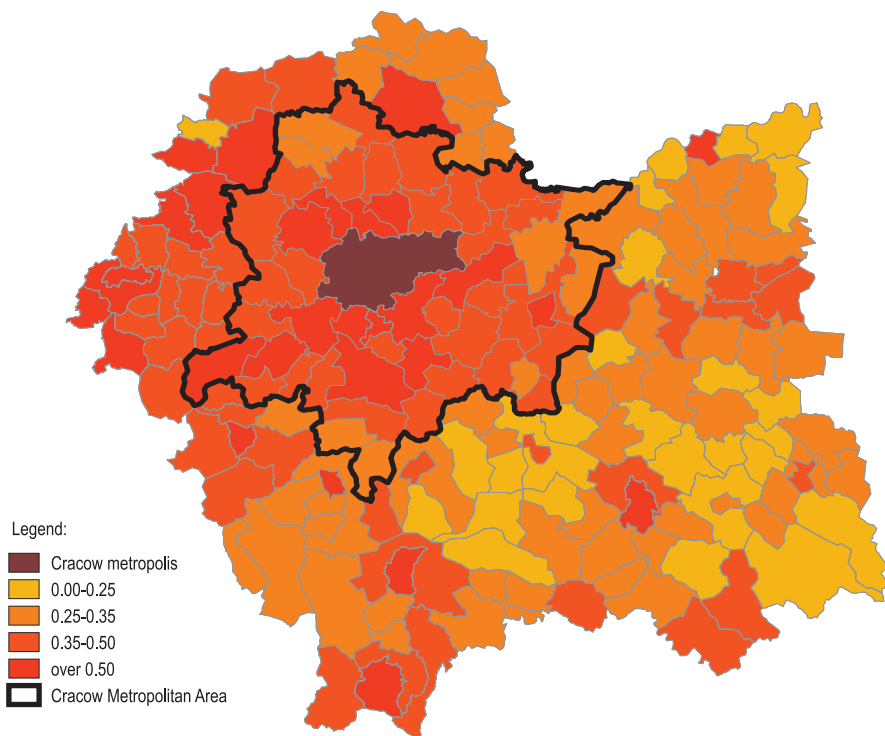 Legend:
Cracow metropolis
0.00-0.25
0.25-0.35
0.35-0.50
over 0.50
Cracow Metropolitan Area